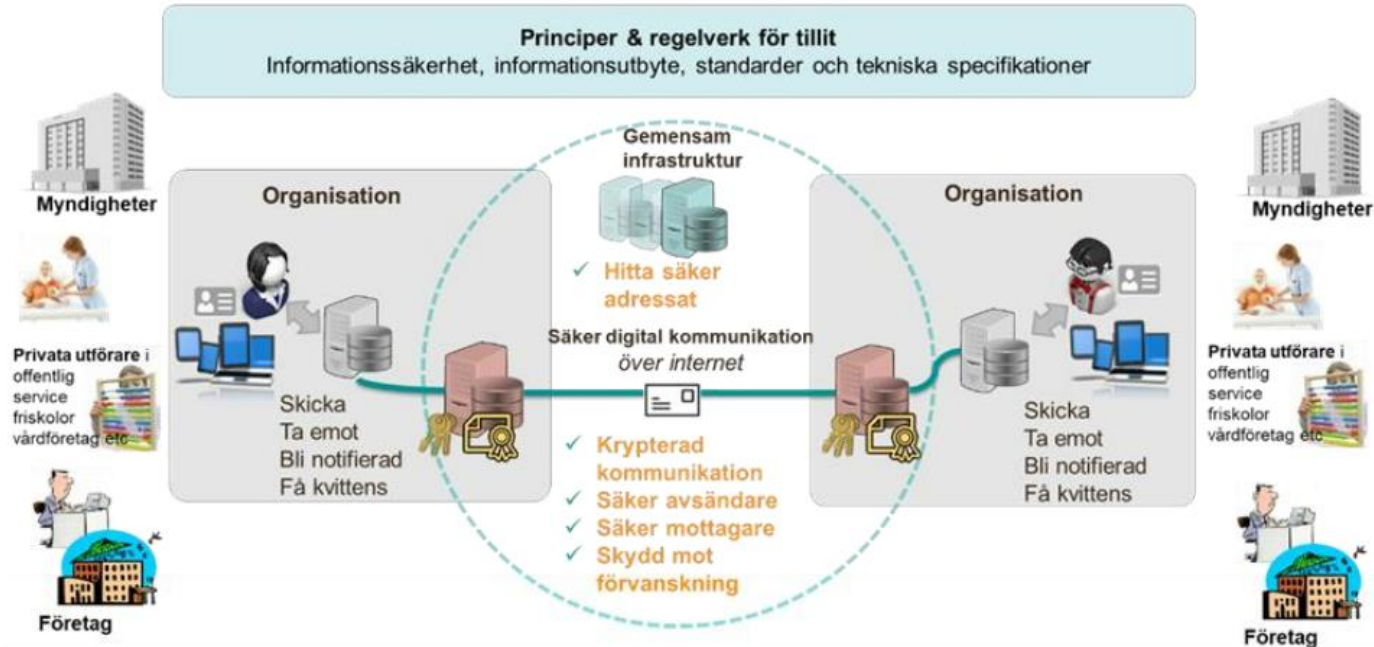 Principer & regelverk för tillit
Informationssäkerhet, informationsutbyte, standarder och tekniska specifikationer
Myndigheter
Privata utförare i
offentlig
service
friskolor
vårdföretag etc
Företag
Organisation
Skicka
Ta emot
Bli notifierad
Få kvittens
Gemensam
infrastruktur
✓ Hitta säker
adressat
Säker digital kommunikation
över internet
✓ Krypterad
kommunikation
✓ Säker avsändare
✓ Säker mottagare
✓ Skydd mot
förvanskning
Organisation
Skicka
Ta emot
Bli notifierad
Få kvittens
Myndigheter
Privata utförare i
offentlig
service
friskolor
vårdföretag etc
Företag